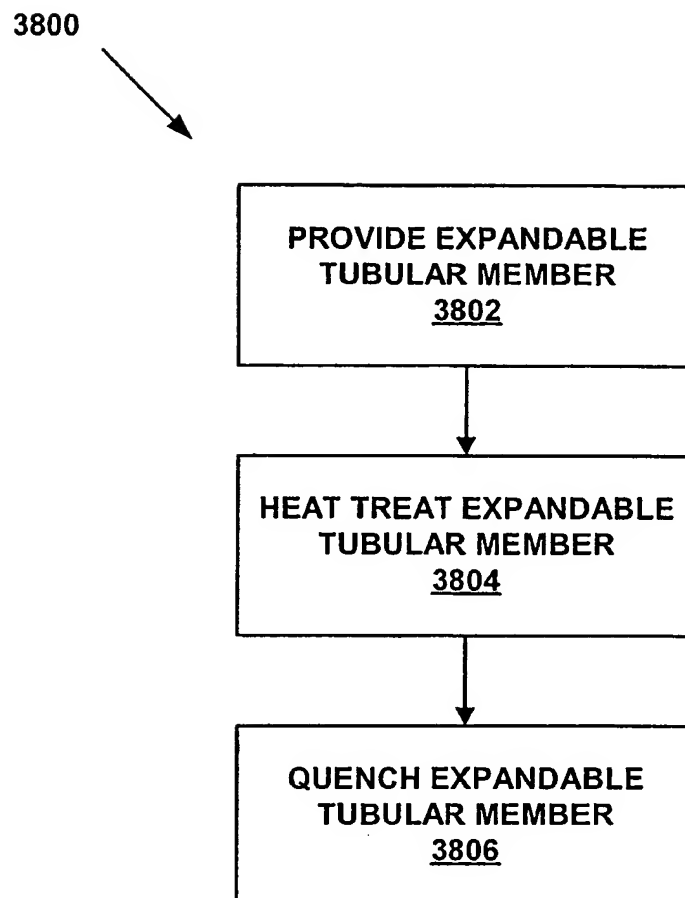 3800
PROVIDE EXPANDABLE
TUBULAR MEMBER
3802
HEAT TREAT EXPANDABLE
TUBULAR MEMBER
3804
QUENCH EXPANDABLE
TUBULAR MEMBER
3806